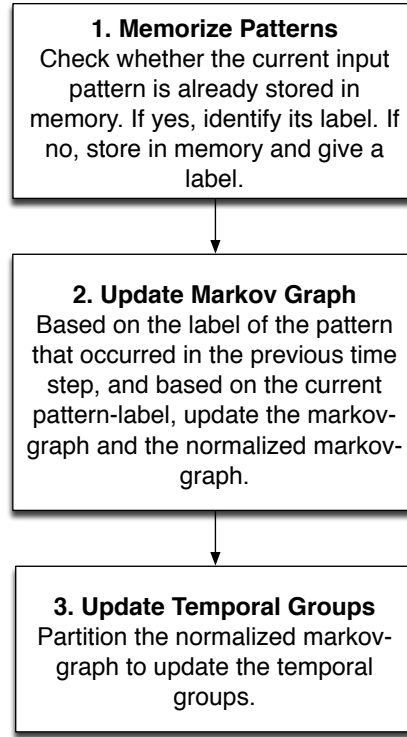 1. Memorize Patterns
Check whether the current input
pattern is already stored in
memory. If yes, identify its label. If
no, store in memory and give a
label.
2. Update Markov Graph
Based on the label of the pattern
that occurred in the previous time
step, and based on the current
pattern-label, update the markov-
graph and the normalized markov-
graph.
3. Update Temporal Groups
Partition the normalized markov-
graph to update the temporal
groups.